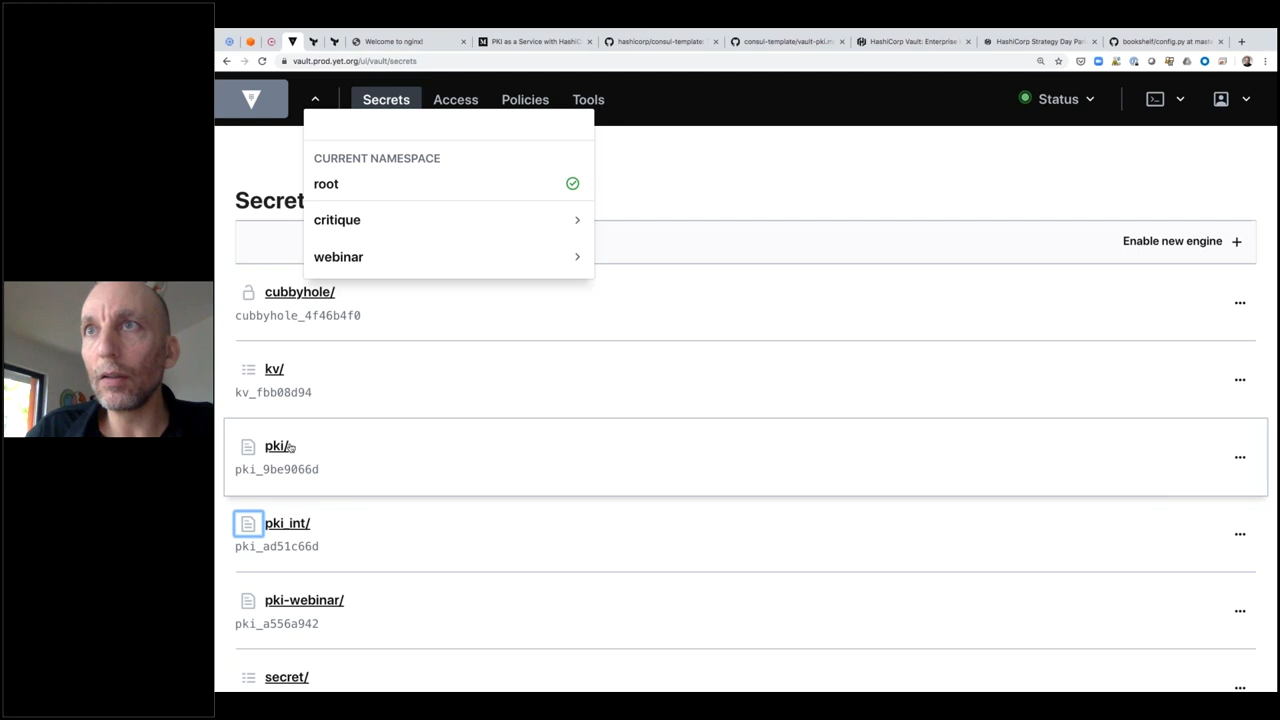 Welcome to nginx!
PKI as a Service with HashiC
hashicorp/consul-template:
consul-template/vault-pki.m
HashiCorp Vault: Enterprise
HashiCorp Strategy Day Par
bookshelf/config.py at mast
vault.prod.yet.org/ui/vault/secrets
Secrets
Access
Policies
Tools
Status
CURRENT NAMESPACE
root
critique
webinar
Secret
Enable new engine +
cubbyhole/
cubbyhole_4f46b4f0
kv/
kv_fbb08d94
pki/
pki_9be9066d
pki_int/
pki_ad51c66d
pki-webinar/
pki_a556a942
secret/